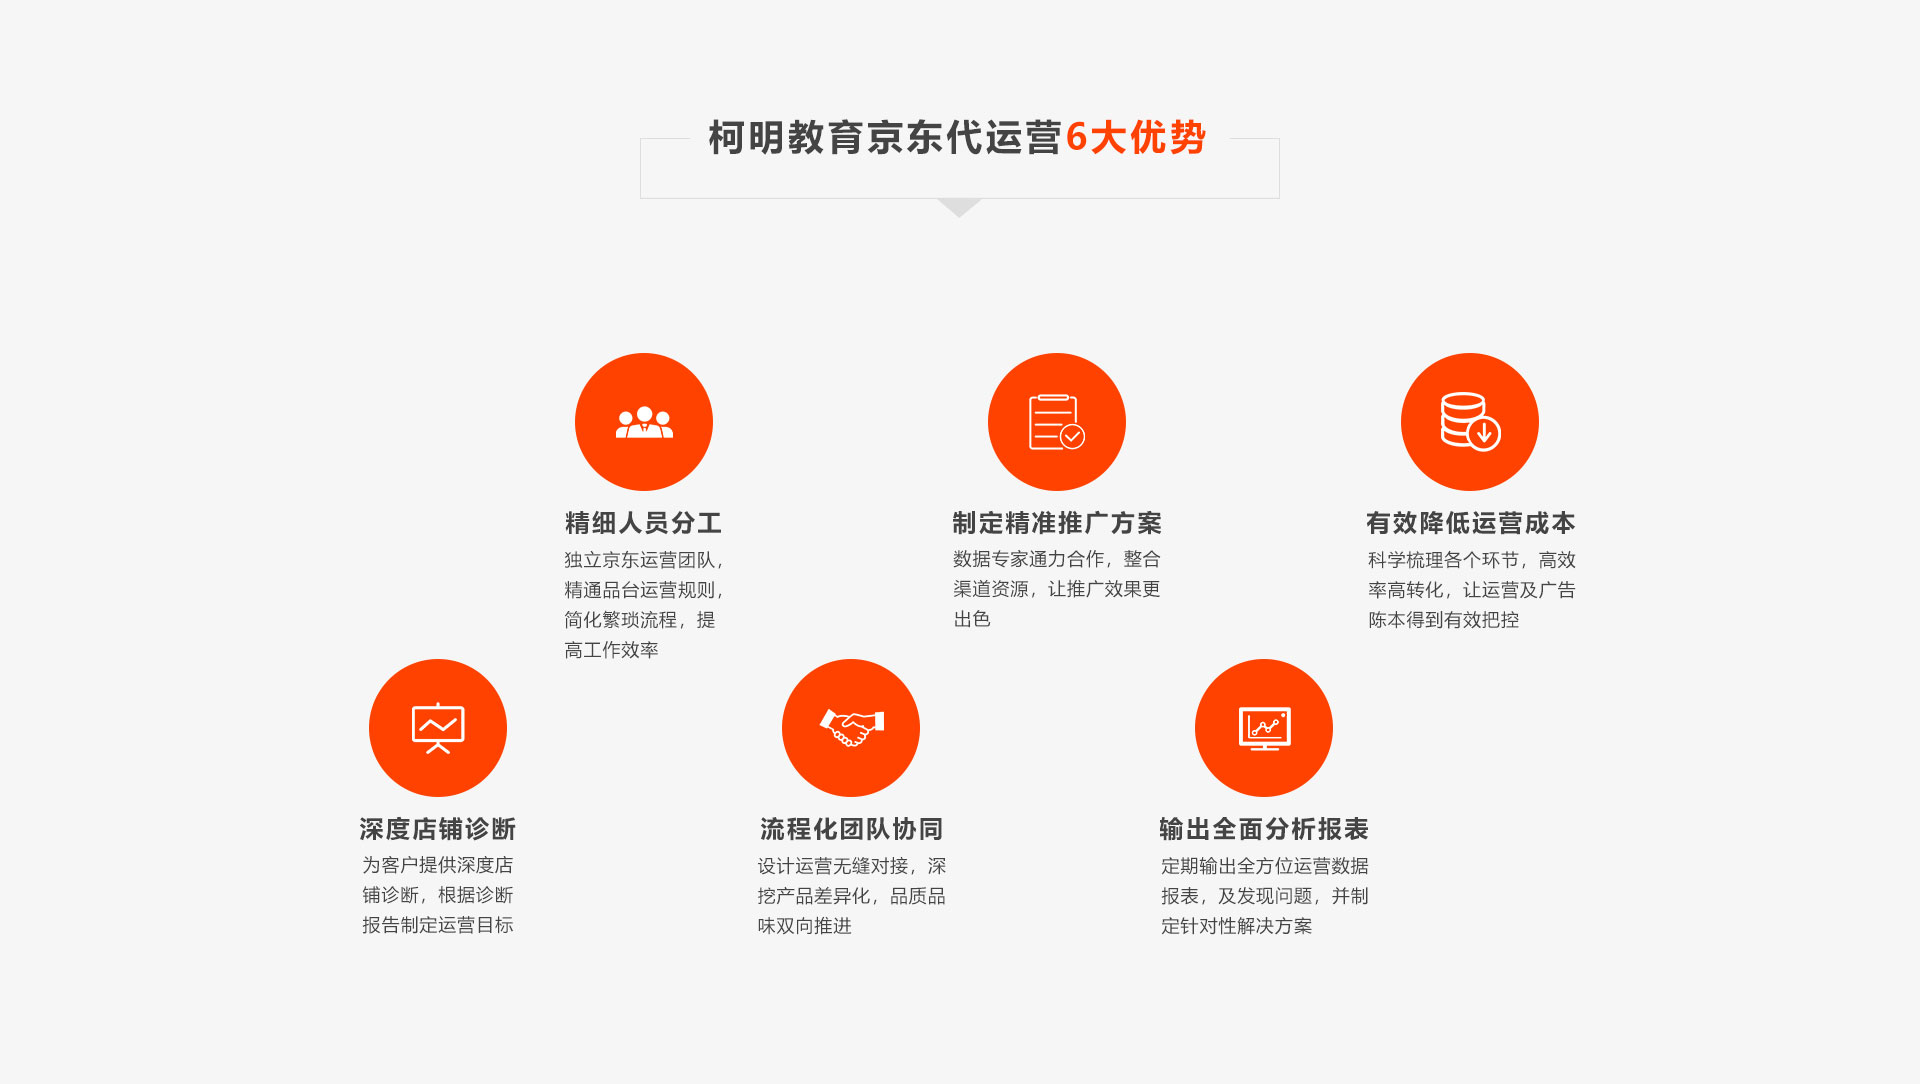 柯明教育京东代运营6大优势
精细人员分工
独立京东运营团队，
精通品台运营规则，
简化繁琐流程，提
高工作效率
制定精准推广方案
数据专家通力合作，整合
渠道资源，让推广效果更
出色
有效降低运营成本
科学梳理各个环节，高效
率高转化，让运营及广告
陈本得到有效把控
深度店铺诊断
为客户提供深度店
铺诊断，根据诊断
报告制定运营目标
流程化团队协同
设计运营无缝对接，深
挖产品差异化，品质品
味双向推进
输出全面分析报表
定期输出全方位运营数据
报表，及发现问题，并制
定针对性解决方案